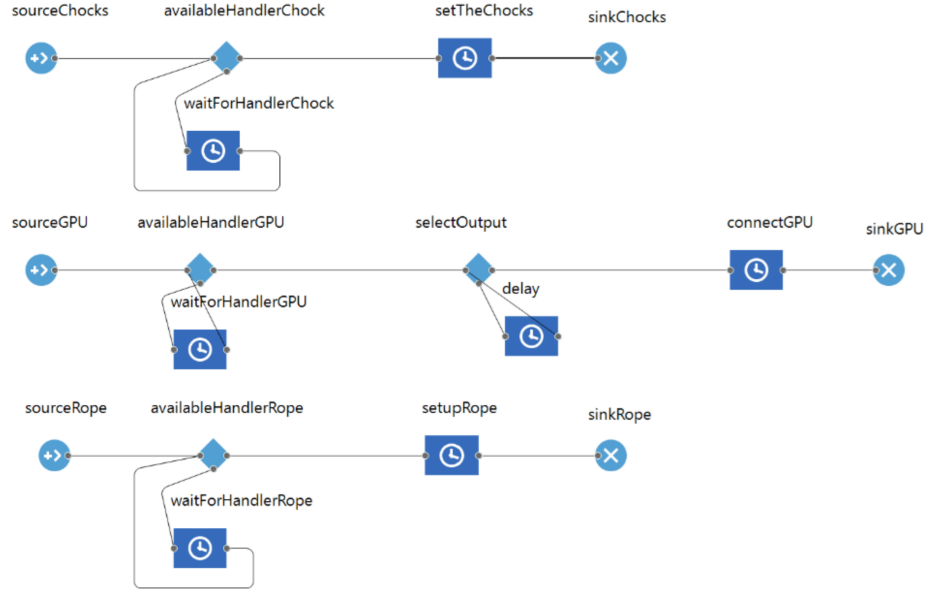 sourceChocks availableHandlerChock setTheChocks sinkChocks
waitForHandlerChock
sourceGPU availableHandlerGPU selectOutput connectGPU sinkGPU
delay
waitForHandlerGPU
sourceRope availableHandlerRope setupRope sinkRope
waitForHandlerRope